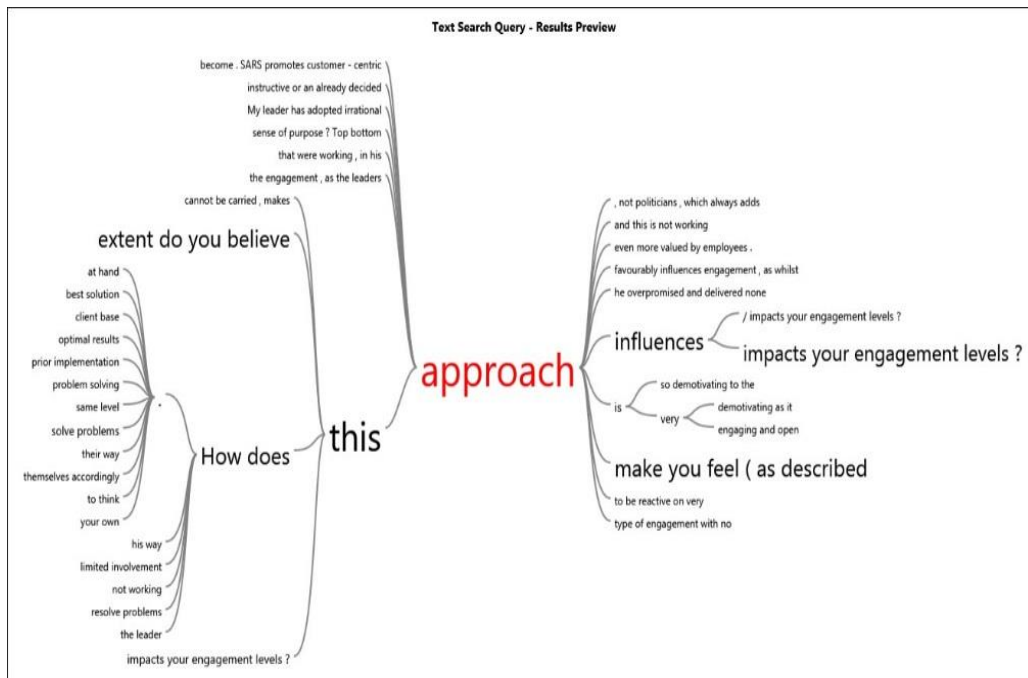 Text Search Query - Results Preview
become . SARS promotes customer - centric
instructive or an already decided
My leader has adopted irrational
sense of purpose ? Top bottom
that were working , in his
the engagement , as the leaders
cannot be carried , makes
extent do you believe
at hand
best solution
client base
optimal results
prior implementation
problem solving
same level
solve problems
their way
themselves accordingly
to think
your own
.
his way
limited involvement
not working
resolve problems
the leader
How does
impacts your engagement levels ?
this
approach
, not politicians , which always adds
and this is not working
even more valued by employees .
favourably influences engagement , as whilst
he overpromised and delivered none
influences
/ impacts your engagement levels ?
impacts your engagement levels ?
is
so demotivating to the
very
demotivating as it
engaging and open
make you feel ( as described
to be reactive on very
type of engagement with no